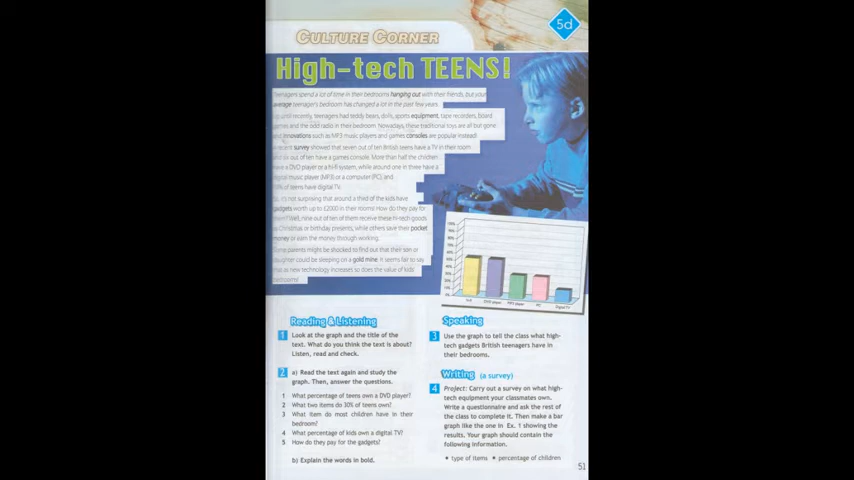 5d
CULTURE CORNER
High-tech TEENS!
Teenagers spend a lot of time in their bedrooms hanging out with their friends, but your
average teenager's bedroom has changed a lot in the past few years.
Up until recently, teenagers had teddy bears, dolls, sports equipment, tape recorders, board
games and the odd radio in their bedroom. Nowadays, these traditional toys are all but gone
and innovations such as MP3 music players and games consoles are popular instead!
A recent survey showed that seven out of ten British teens have a TV in their room
and six out of ten have a games console. More than half the children
have a DVD player or a hi-fi system, while around one in three have a
digital music player (MP3) or a computer (PC) and
of teens have digital TV.
So, it's not surprising that around a third of the kids have
gadgets worth up to £2000 in their rooms! How do they pay for
them? Well, nine out of ten of them receive these hi-tech goods
as Christmas or birthday presents, while others save their pocket
money or earn the money through working.
Some parents might be shocked to find out that their son or
daughter could be sleeping on a gold mine. It seems fair to say
that as new technology increases so does the value of kids'
bedrooms!
DVD player
MP3 player
PC
Digital TV
Reading & Listening
1 Look at the graph and the title of the
text. What do you think the text is about?
Listen, read and check.
2 a) Read the text again and study the
graph. Then, answer the questions.
1 What percentage of teens own a DVD player?
2 What two items do 30% of teens own?
3 What item do most children have in their
bedroom?
4 What percentage of kids own a digital TV?
5 How do they pay for the gadgets?
b) Explain the words in bold.
Speaking
3 Use the graph to tell the class what high-
tech gadgets British teenagers have in
their bedrooms.
Writing (a survey)
4 Project: Carry out a survey on what high-
tech equipment your classmates own.
Write a questionnaire and ask the rest of
the class to complete it. Then make a bar
graph like the one in Ex. 1 showing the
results. Your graph should contain the
following information.
• type of items • percentage of children
51